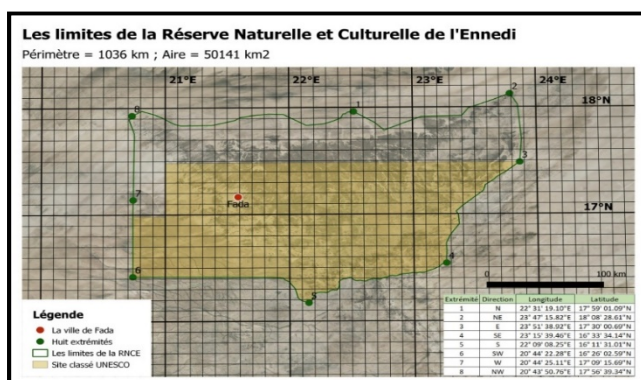 Les limites de la Réserve Naturelle et Culturelle de l'Ennedi
Périmètre = 1036 km ; Aire = 50141 km2
21°E 22°E 23°E 24°E
18°N
17°N
1
2
3
4
5
6
7
8
Fada
0 100 km
Légende
La ville de Fada
Huit extrémités
Les limites de la RNCE
Site classé UNESCO
Extrémité Direction Longitude Latitude
1 N 22° 31' 19.10"E 17° 59' 01.09"N
2 NE 23° 47' 15.82"E 18° 08' 28.61"N
3 E 23° 51' 38.92"E 17° 30' 00.69"N
4 SE 23° 15' 39.46"E 16° 33' 34.14"N
5 S 22° 09' 08.25"E 16° 11' 31.01"N
6 SW 20° 44' 22.28"E 16° 26' 02.59"N
7 W 20° 44' 25.11"E 17° 09' 15.69"N
8 NW 20° 43' 50.76"E 17° 56' 39.34"N